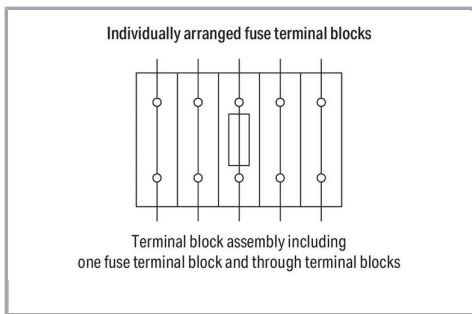 Individually arranged fuse terminal blocks
Terminal block assembly including
one fuse terminal block and through terminal blocks